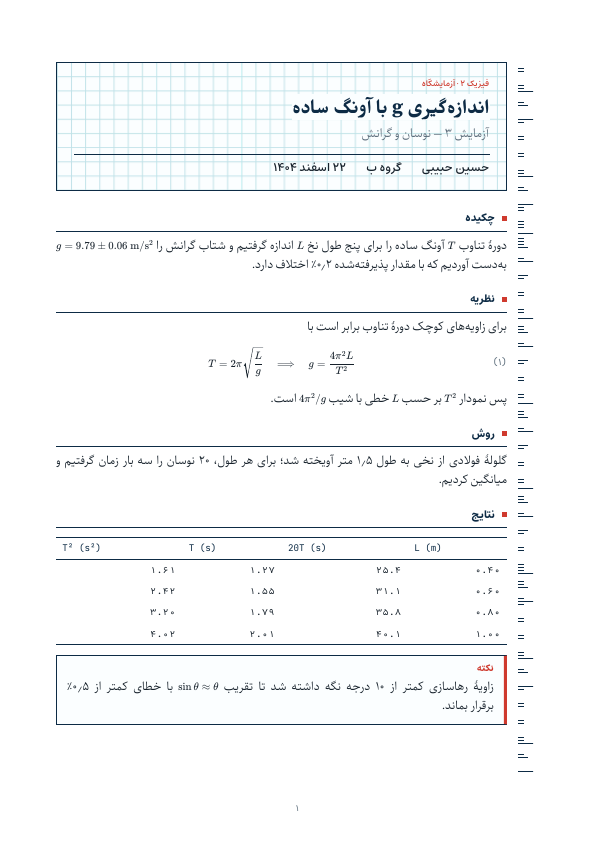 فیزیک ۲ · آزمایشگاه
اندازه‌گیری g با آونگ ساده
آزمایش ۳ – نوسان و گرانش
حسین حبیبی گروه ب ۲۲ اسفند ۱۴۰۴
چکیده
دورهٔ تناوب T آونگ ساده را برای پنج طول نخ L اندازه گرفتیم و شتاب گرانش را g = 9.79 ± 0.06 m/s²
به‌دست آوردیم که با مقدار پذیرفته‌شده ۰٫۲٪ اختلاف دارد.
نظریه
برای زاویه‌های کوچک دورهٔ تناوب برابر است با
T = 2π√(L/g) ⟹ g = 4π²L/T² (۱)
پس نمودار T² بر حسب L خطی با شیب 4π²/g است.
روش
گلولهٔ فولادی از نخی به طول ۱٫۵ متر آویخته شد؛ برای هر طول، ۲۰ نوسان را سه بار زمان گرفتیم و
میانگین کردیم.
نتایج
L (m) 20T (s) T (s) T² (s²)
۰.۴۰ ۲۵.۴ ۱.۲۷ ۱.۶۱
۰.۶۰ ۳۱.۱ ۱.۵۵ ۲.۴۲
۰.۸۰ ۳۵.۸ ۱.۷۹ ۳.۲۰
۱.۰۰ ۴۰.۱ ۲.۰۱ ۴.۰۲
نکته
زاویهٔ رهاسازی کمتر از ۱۰ درجه نگه داشته شد تا تقریب sin θ ≈ θ با خطای کمتر از ۰٫۵٪
برقرار بماند.
۱